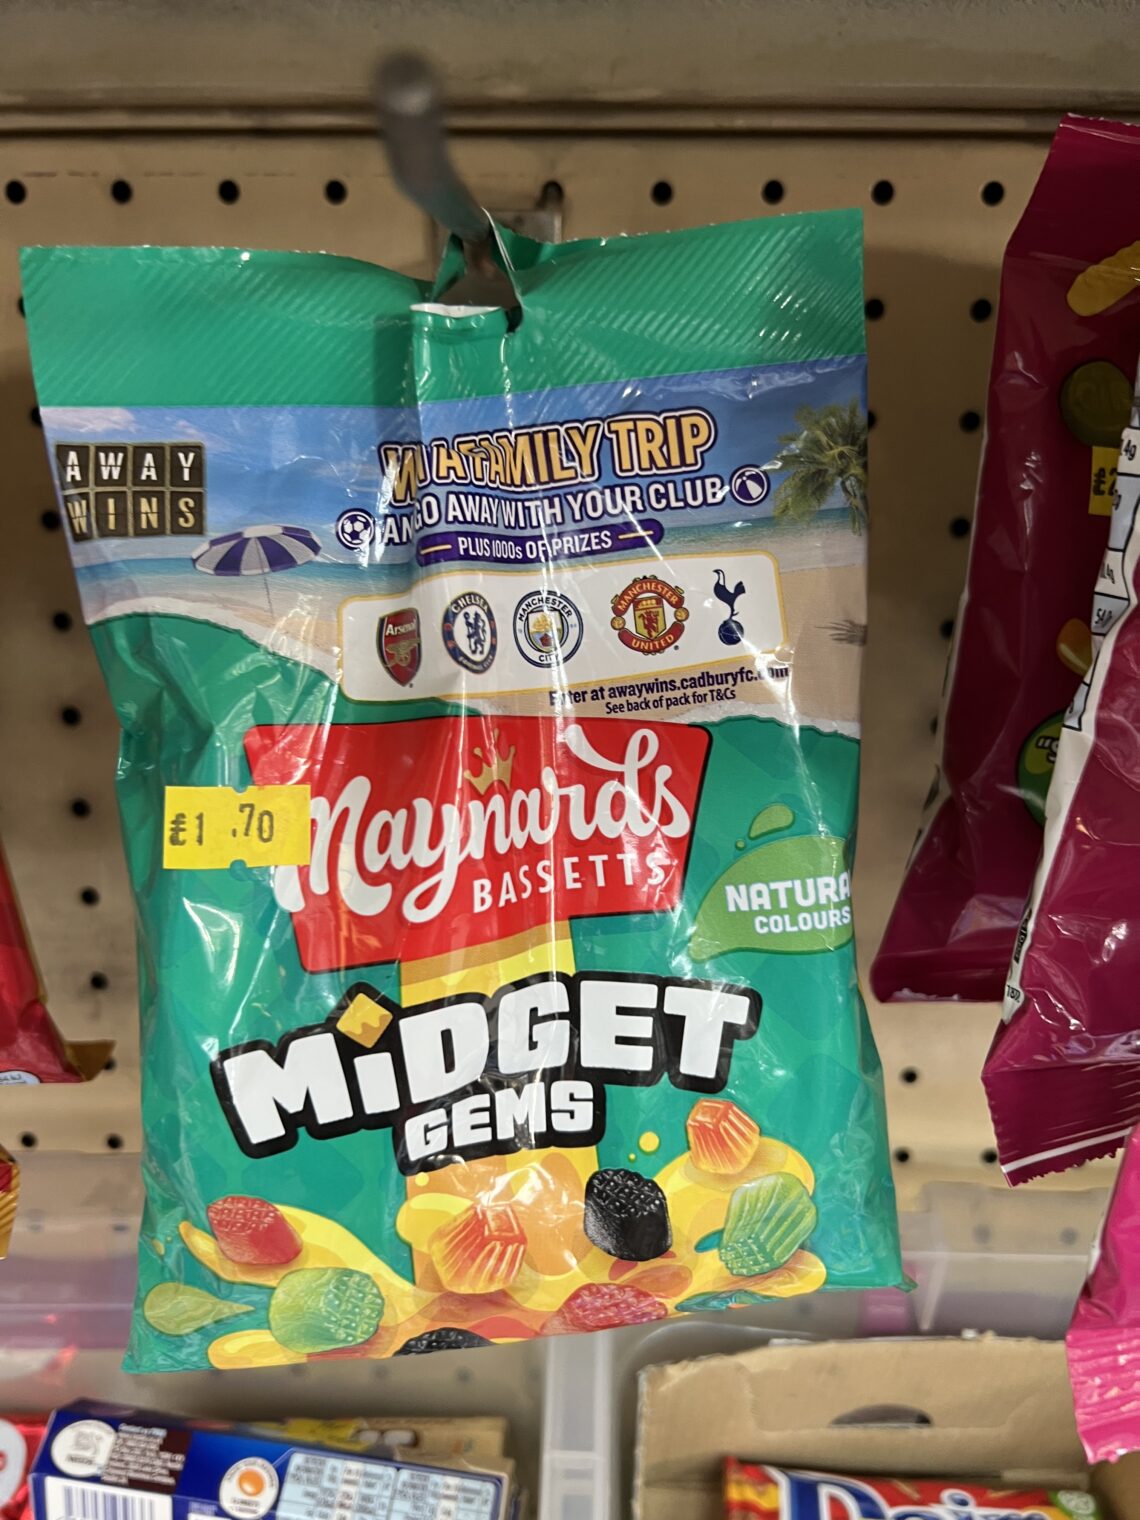 AWAY
WINS
WIN A FAMILY TRIP
AND GO AWAY WITH YOUR CLUB
PLUS 1000s OF PRIZES
Arsenal
CHELSEA
MANCHESTER
CITY
MANCHESTER
UNITED
Enter at awaywins.cadburyfc.com
See back of pack for T&Cs
£1.70
Maynards
BASSETTS
NATURA
COLOURS
MiDGET
GEMS